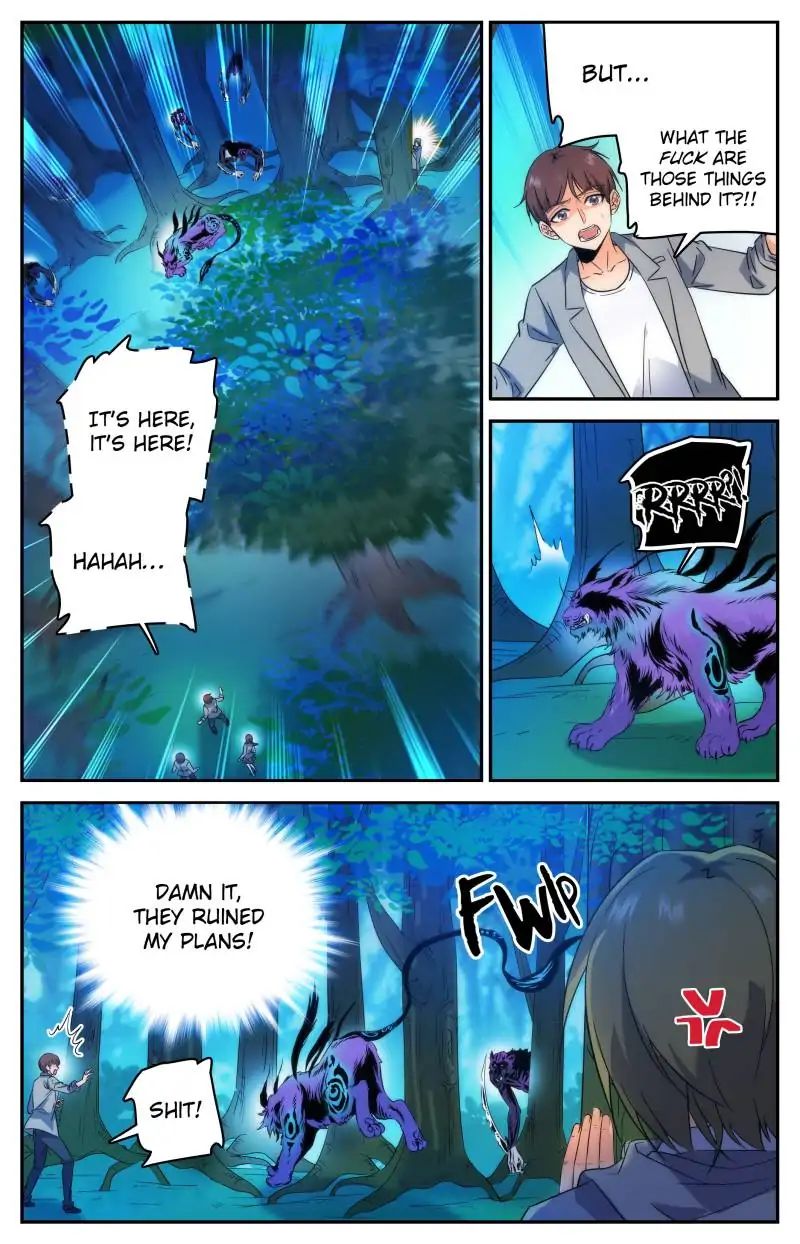 IT'S HERE,
IT'S HERE!
HAHAH...
BUT...
WHAT THE
FUCK ARE
THOSE THINGS
BEHIND IT?!!
RRRR?!
DAMN IT,
THEY RUINED
MY PLANS!
FWIP
SHIT!